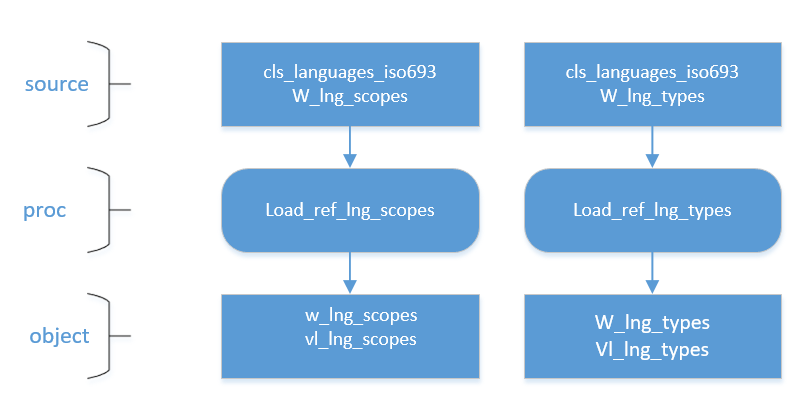 source
cls_languages_iso693
W_lng_scopes
cls_languages_iso693
W_lng_types
proc
Load_ref_lng_scopes
Load_ref_lng_types
object
w_lng_scopes
vl_lng_scopes
W_lng_types
Vl_lng_types